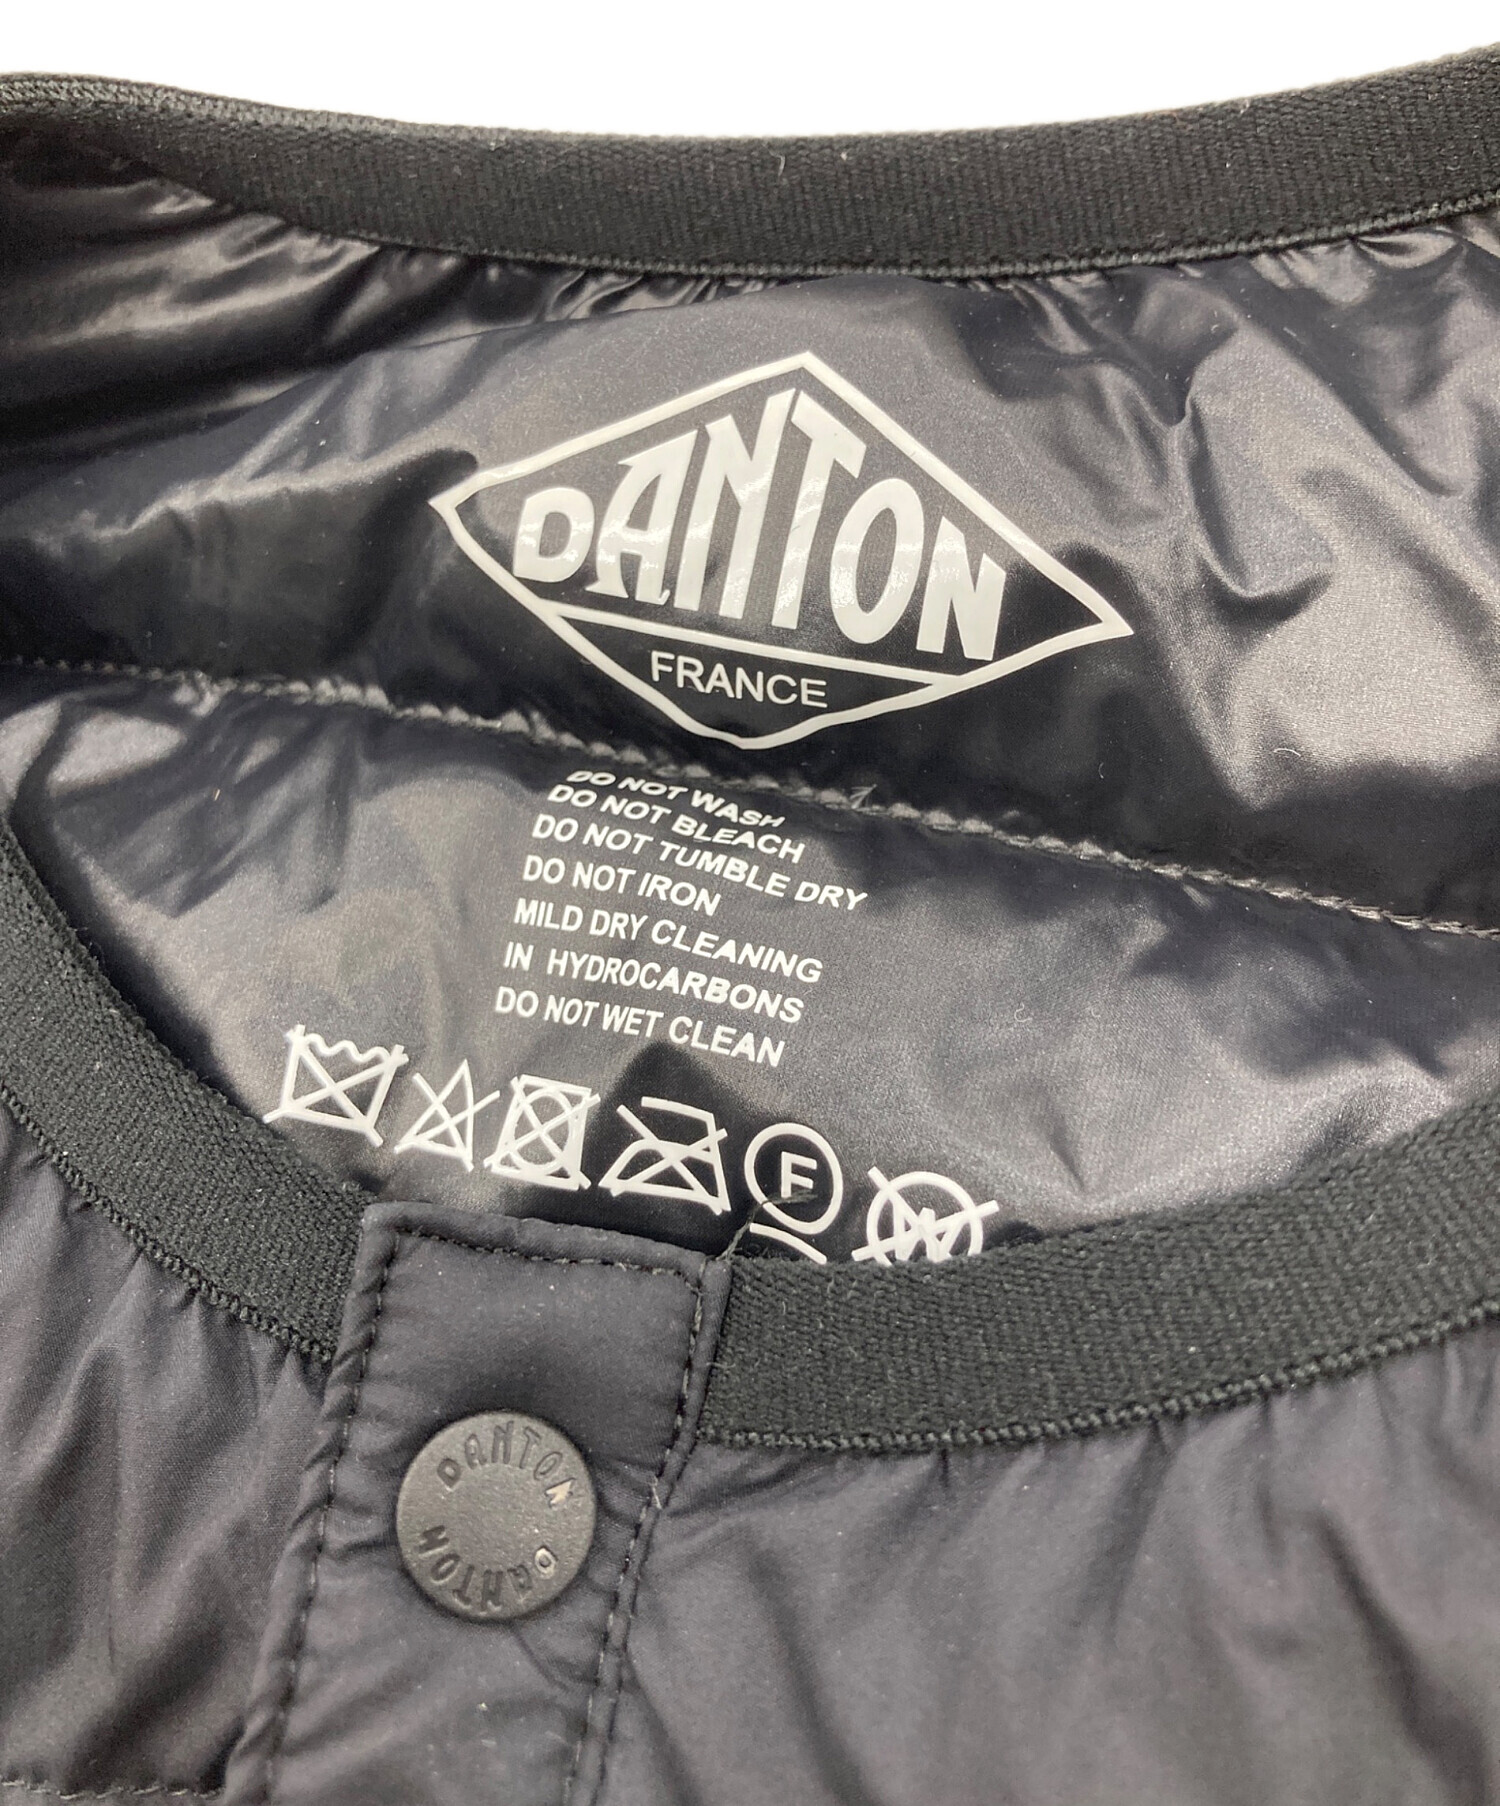 DANTON
FRANCE
DO NOT WASH
DO NOT BLEACH
DO NOT TUMBLE DRY
DO NOT IRON
MILD DRY CLEANING
IN HYDROCARBONS
DO NOT WET CLEAN
F
W
DANTON
DANTON